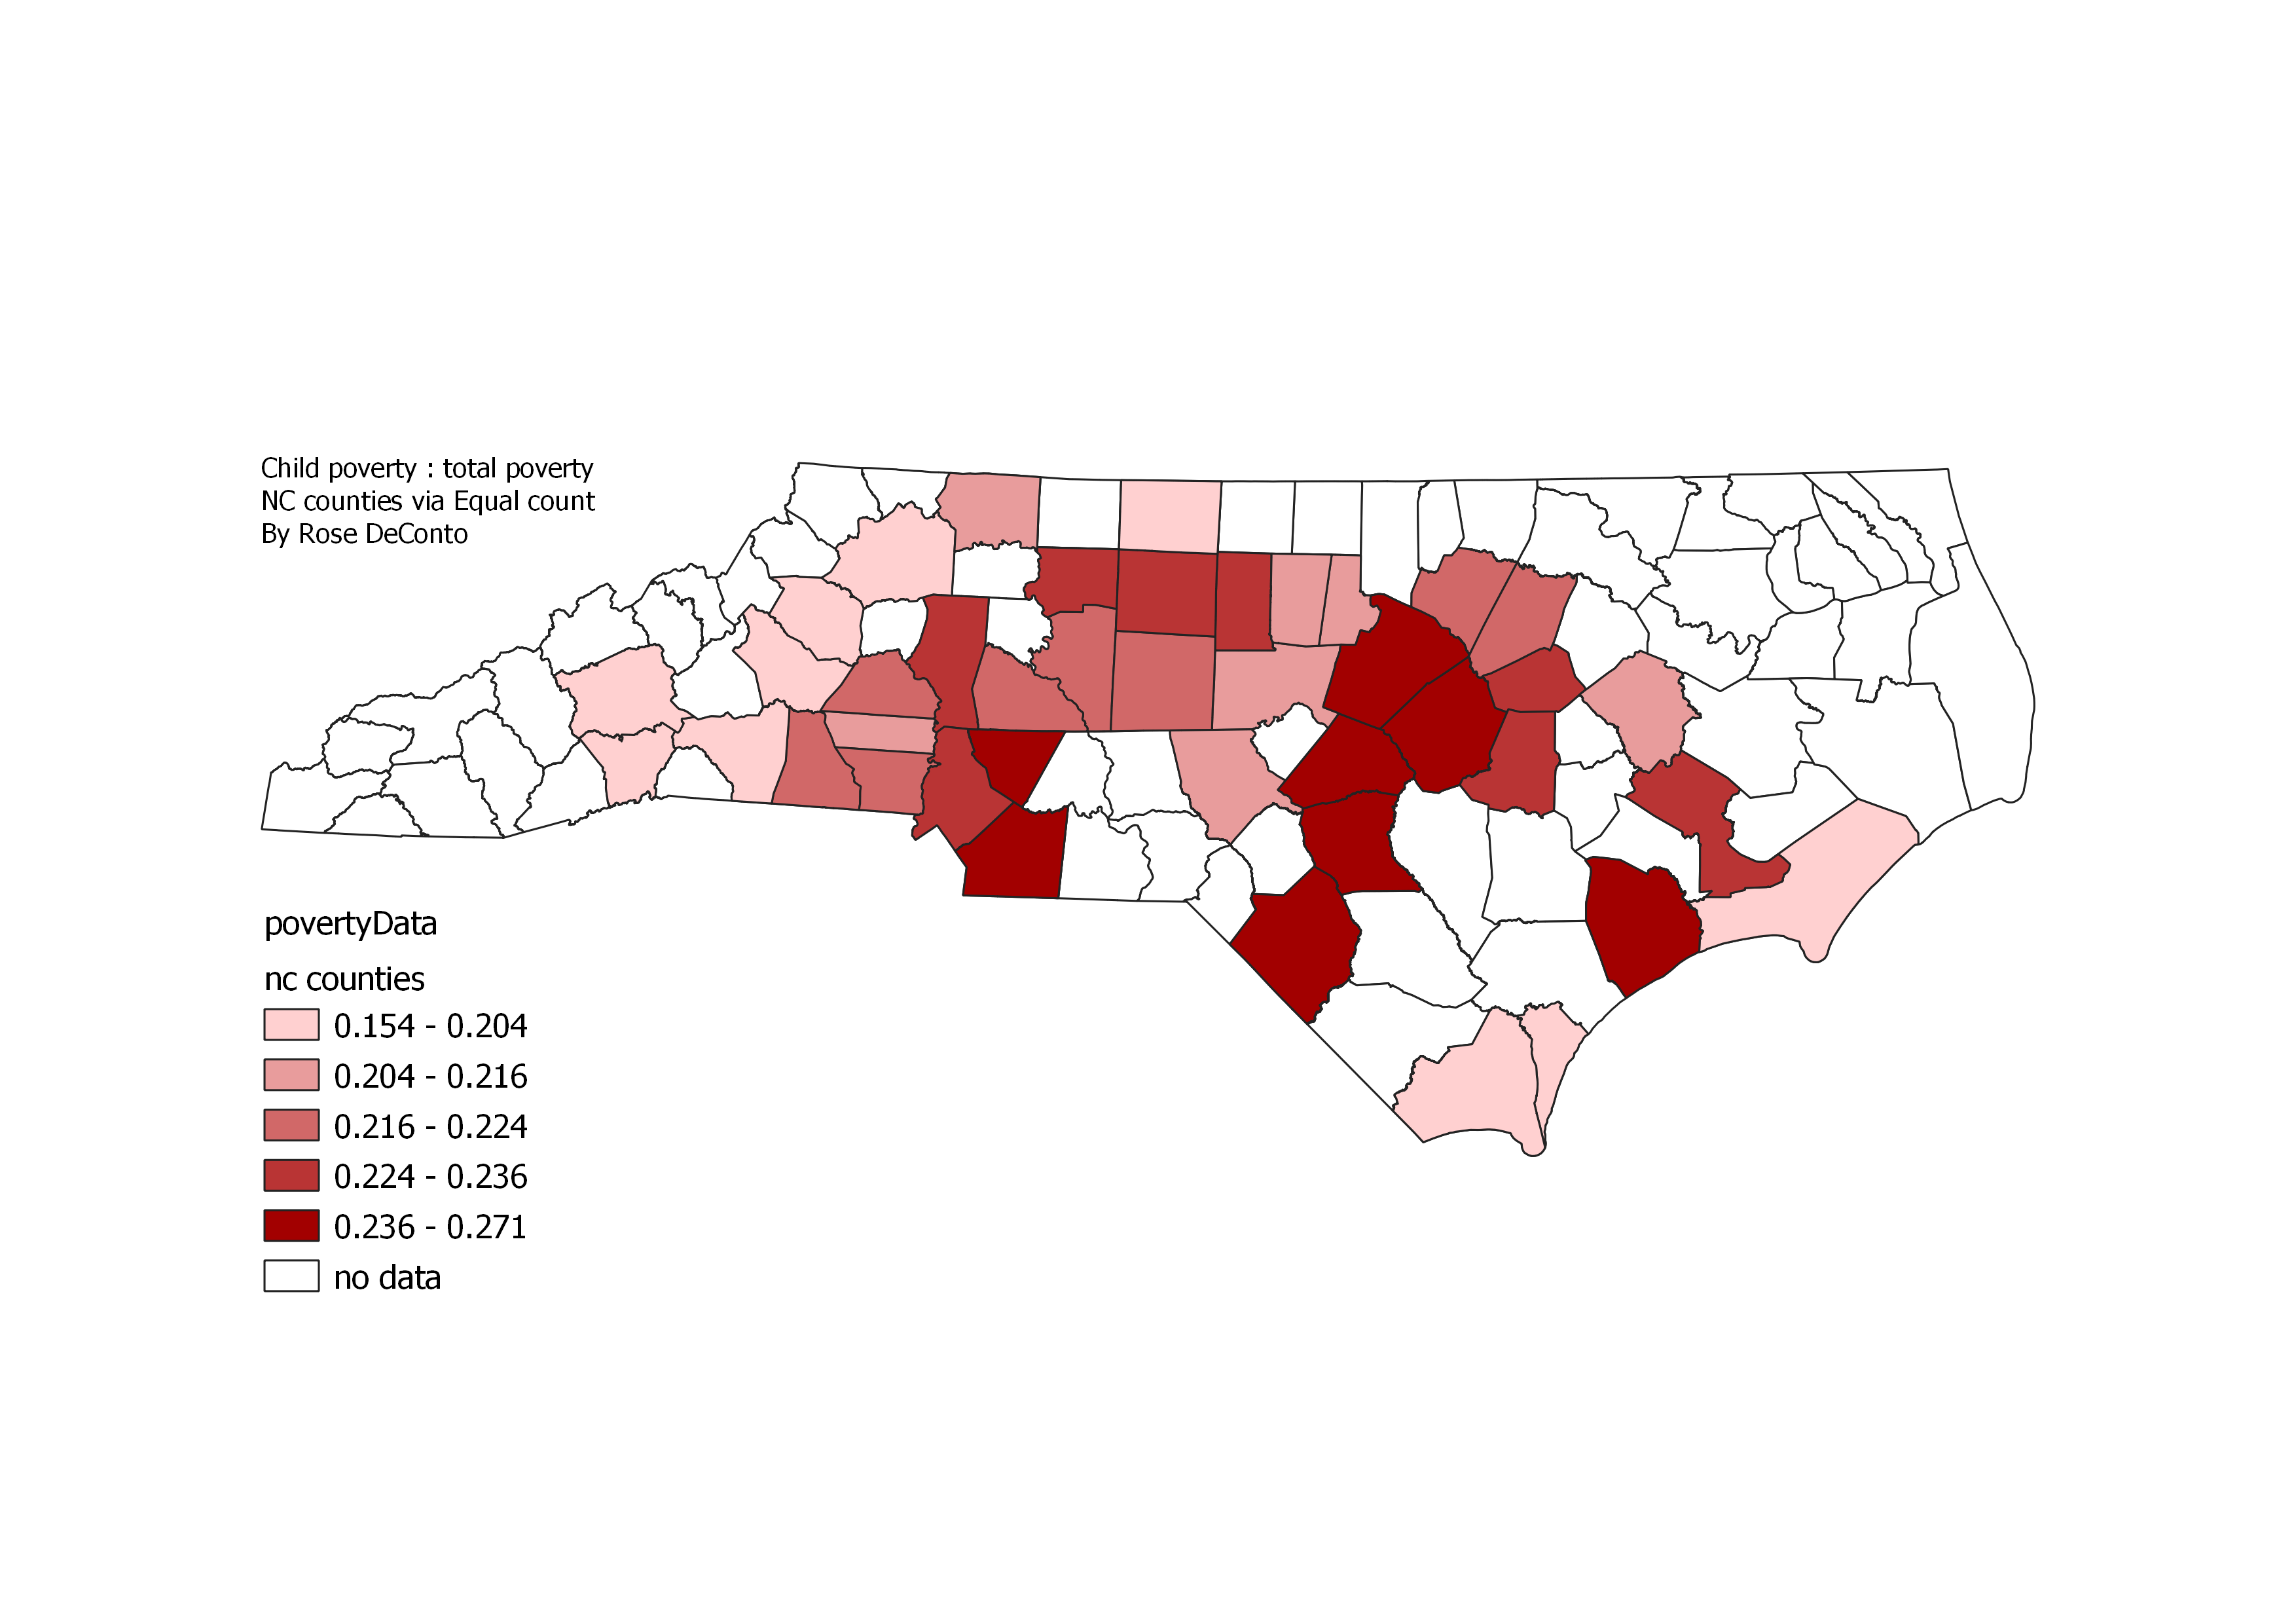 Child poverty : total poverty
NC counties via Equal count
By Rose DeConto
povertyData
nc counties
0.154 - 0.204
0.204 - 0.216
0.216 - 0.224
0.224 - 0.236
0.236 - 0.271
no data